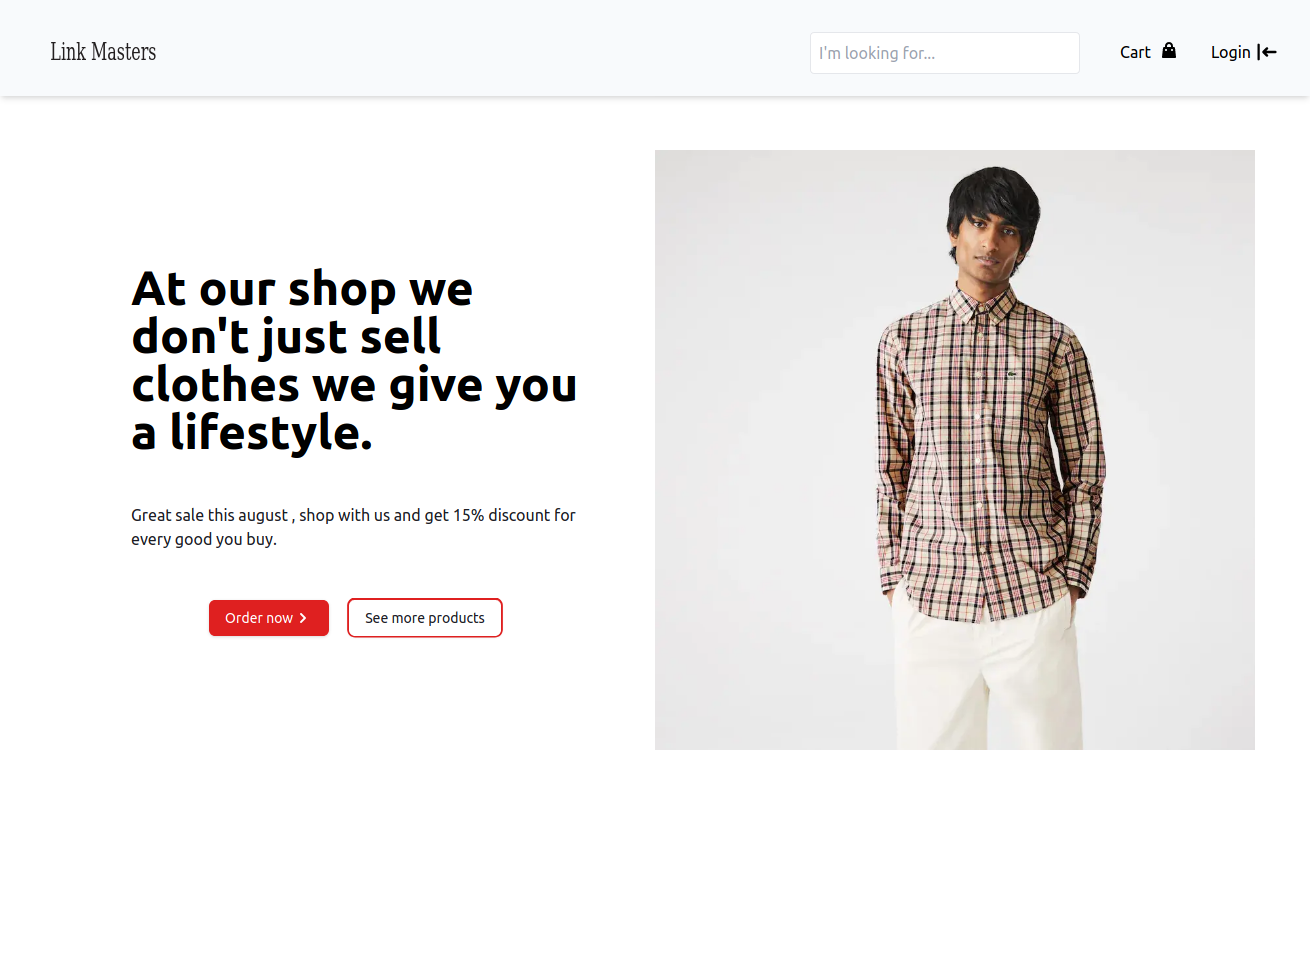 Link Masters
I'm looking for...
Cart
Login
At our shop we
don't just sell
clothes we give you
a lifestyle.
Great sale this august , shop with us and get 15% discount for
every good you buy.
Order now
See more products